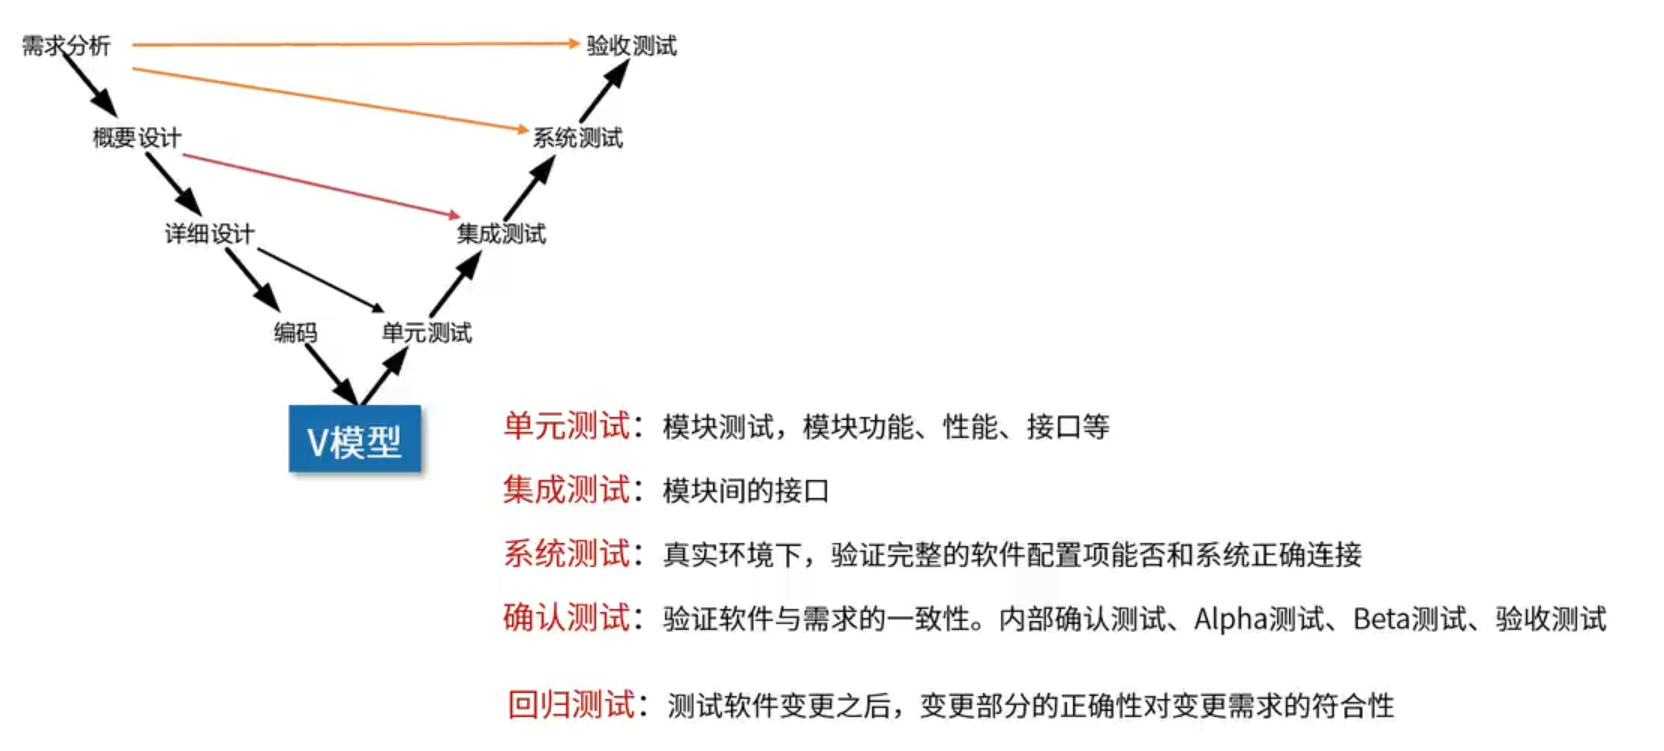 需求分析
验收测试
概要设计
系统测试
详细设计
集成测试
编码
单元测试
V模型
单元测试：模块测试，模块功能、性能、接口等
集成测试：模块间的接口
系统测试：真实环境下，验证完整的软件配置项能否和系统正确连接
确认测试：验证软件与需求的一致性。内部确认测试、Alpha测试、Beta测试、验收测试
回归测试：测试软件变更之后，变更部分的正确性对变更需求的符合性